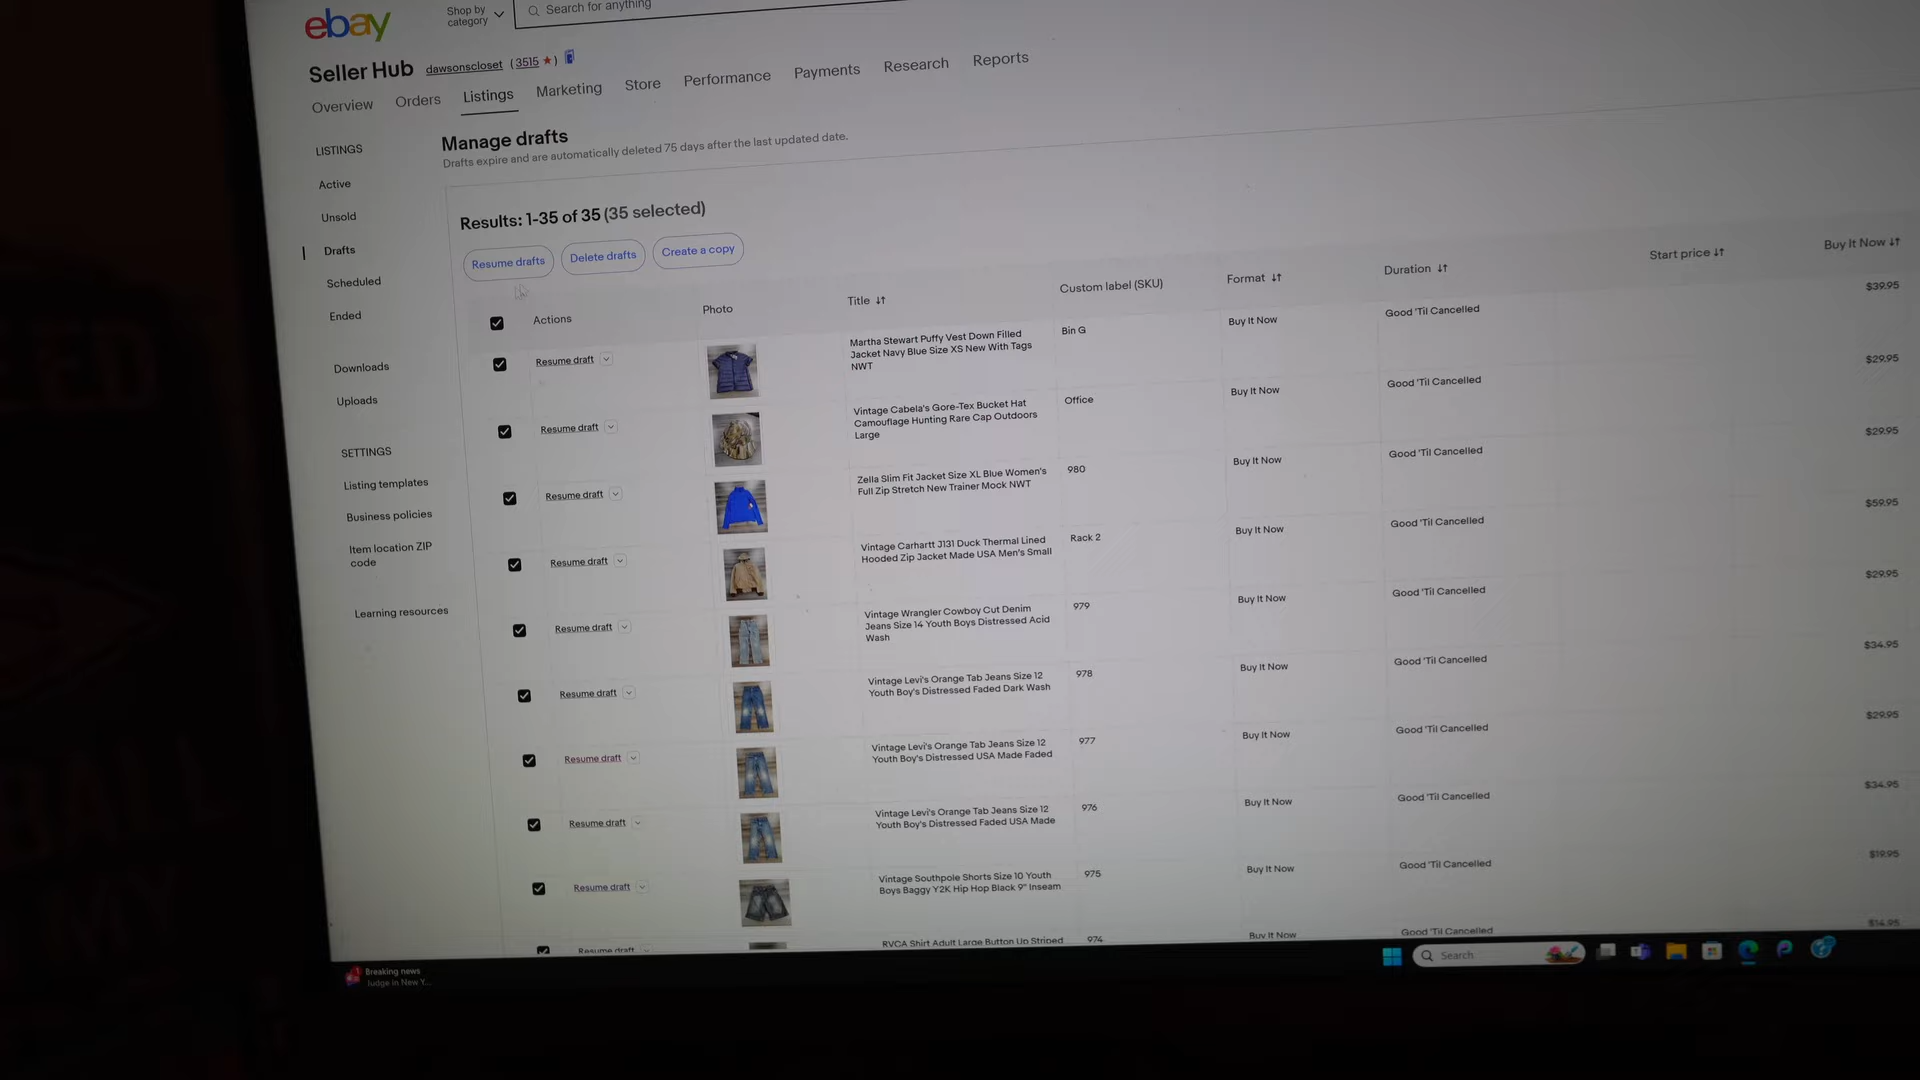 ebay
Shop by
category
Search for anything
Seller Hub dawsonscloset (3515 ★)
Overview Orders Listings Marketing Store Performance Payments Research Reports
LISTINGS
Active
Unsold
Drafts
Scheduled
Ended
Downloads
Uploads
SETTINGS
Listing templates
Business policies
Item location ZIP
code
Learning resources
Manage drafts
Drafts expire and are automatically deleted 75 days after the last updated date.
Results: 1-35 of 35 (35 selected)
Resume drafts Delete drafts Create a copy
Actions Photo Title Custom label (SKU) Format Duration Start price Buy It Now
Resume draft
Martha Stewart Puffy Vest Down Filled
Jacket Navy Blue Size XS New With Tags
NWT
Bin G Buy It Now Good 'Til Cancelled $39.95
Resume draft
Vintage Cabela's Gore-Tex Bucket Hat
Camouflage Hunting Rare Cap Outdoors
Large
Office Buy It Now Good 'Til Cancelled $29.95
Resume draft
Zella Slim Fit Jacket Size XL Blue Women's
Full Zip Stretch New Trainer Mock NWT
980 Buy It Now Good 'Til Cancelled $29.95
Resume draft
Vintage Carhartt J131 Duck Thermal Lined
Hooded Zip Jacket Made USA Men's Small
Rack 2 Buy It Now Good 'Til Cancelled $59.95
Resume draft
Vintage Wrangler Cowboy Cut Denim
Jeans Size 14 Youth Boys Distressed Acid
Wash
979 Buy It Now Good 'Til Cancelled $29.95
Resume draft
Vintage Levi's Orange Tab Jeans Size 12
Youth Boy's Distressed Faded Dark Wash
978 Buy It Now Good 'Til Cancelled $34.95
Resume draft
Vintage Levi's Orange Tab Jeans Size 12
Youth Boy's Distressed USA Made Faded
977 Buy It Now Good 'Til Cancelled $29.95
Resume draft
Vintage Levi's Orange Tab Jeans Size 12
Youth Boy's Distressed Faded USA Made
976 Buy It Now Good 'Til Cancelled $34.95
Resume draft
Vintage Southpole Shorts Size 10 Youth
Boys Baggy Y2K Hip Hop Black 9" Inseam
975 Buy It Now Good 'Til Cancelled $19.95
Resume draft
RVCA Shirt Adult Large Button Up Striped
974 Buy It Now Good 'Til Cancelled $14.95
Breaking news
Judge in New Y...
Search